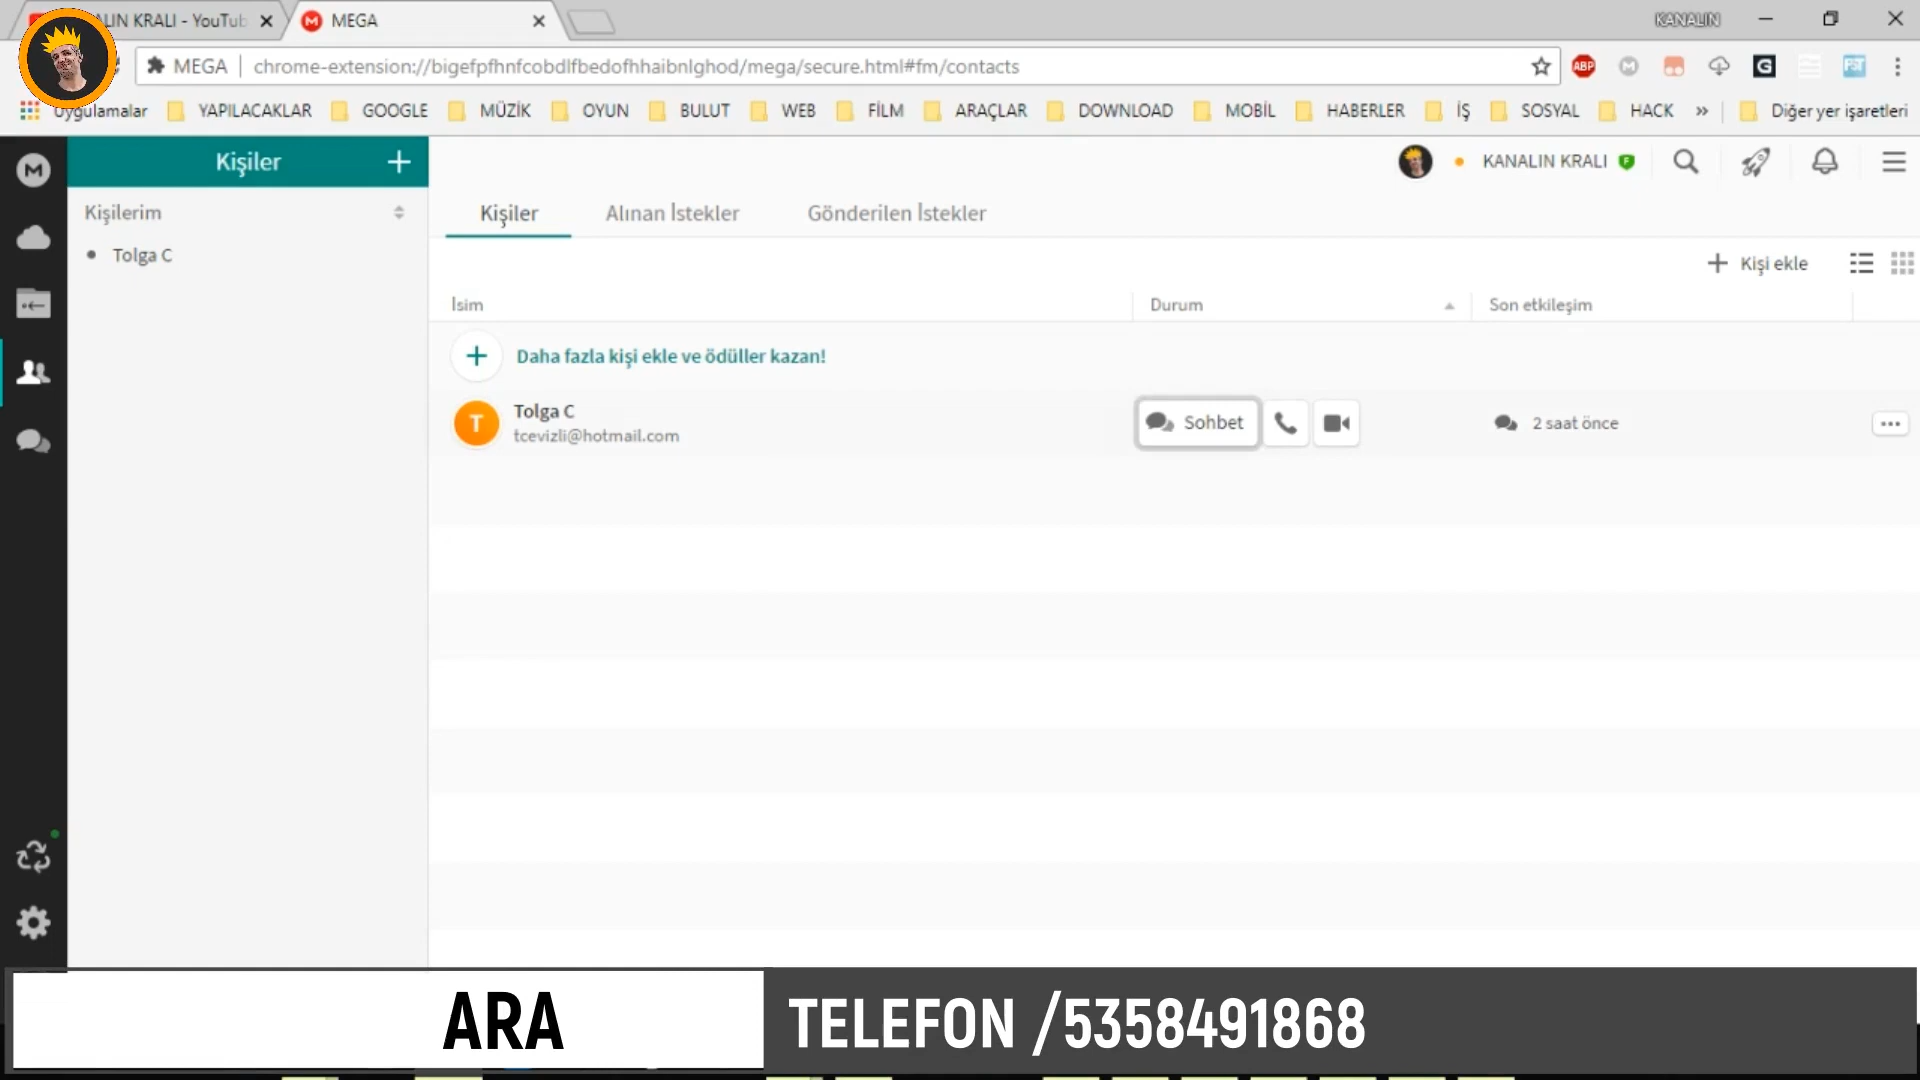 ALIN KRALI - YouTub
MEGA
KANALIN
MEGA | chrome-extension://bigefpfhnfcobdlfbedofhhaibnlghod/mega/secure.html#fm/contacts
ABP
G
Uygulamalar YAPILACAKLAR GOOGLE MÜZİK OYUN BULUT WEB FİLM ARAÇLAR DOWNLOAD MOBİL HABERLER İŞ SOSYAL HACK » Diğer yer işaretleri
Kişiler +
KANALIN KRALI
Kişilerim
Tolga C
Kişiler Alınan İstekler Gönderilen İstekler
+ Kişi ekle
İsim Durum Son etkileşim
+ Daha fazla kişi ekle ve ödüller kazan!
T
Tolga C
tcevizli@hotmail.com
Sohbet
2 saat önce
ARA
TELEFON /5358491868